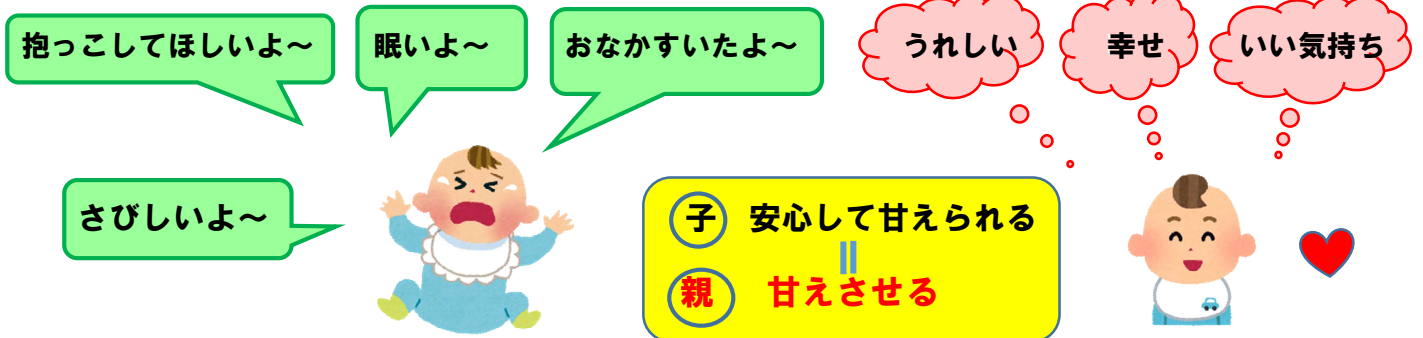 抱っこしてほしいよ~
眠いよ~
おなかすいたよ~
うれしい
幸せ
いい気持ち
さびしいよ~
子 安心して甘えられる
＝
親 甘えさせる